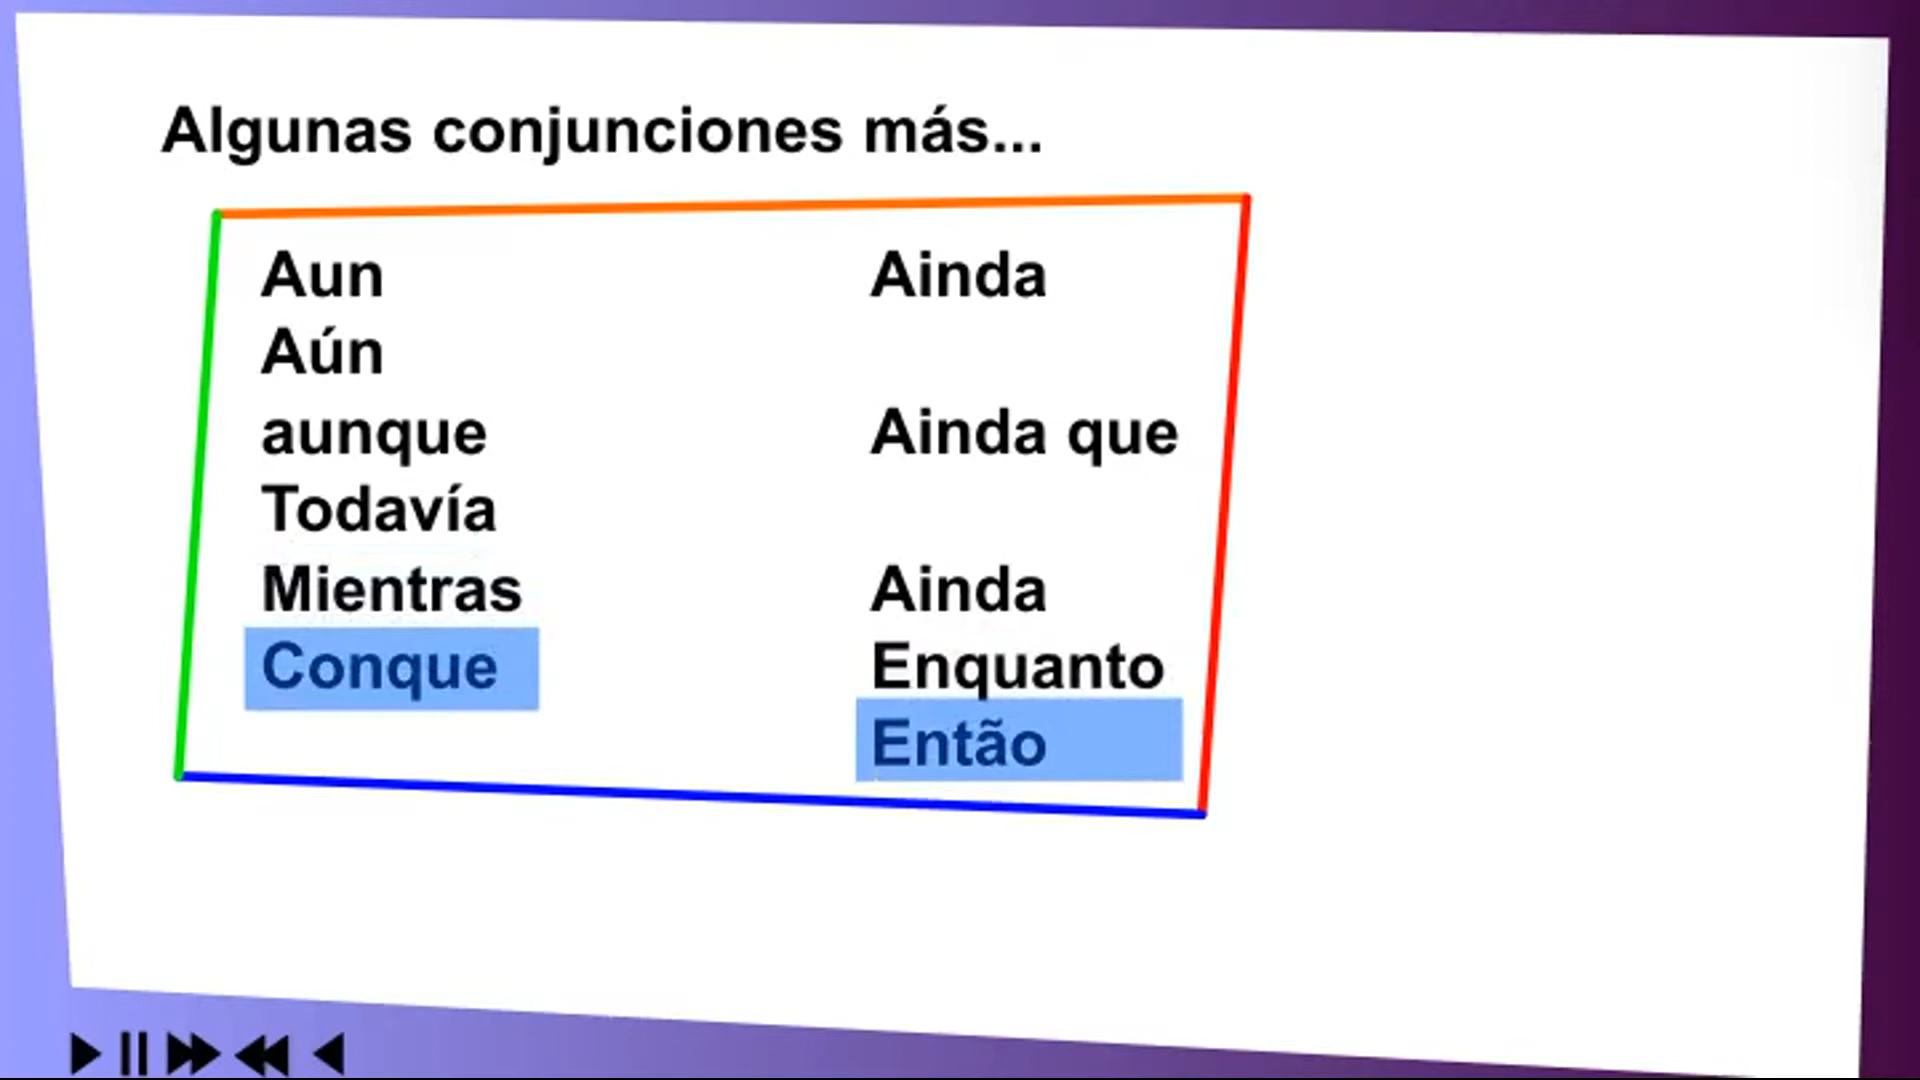 Algunas conjunciones más...
Aun Ainda
Aún
aunque Ainda que
Todavía
Mientras Ainda
Conque Enquanto
Então